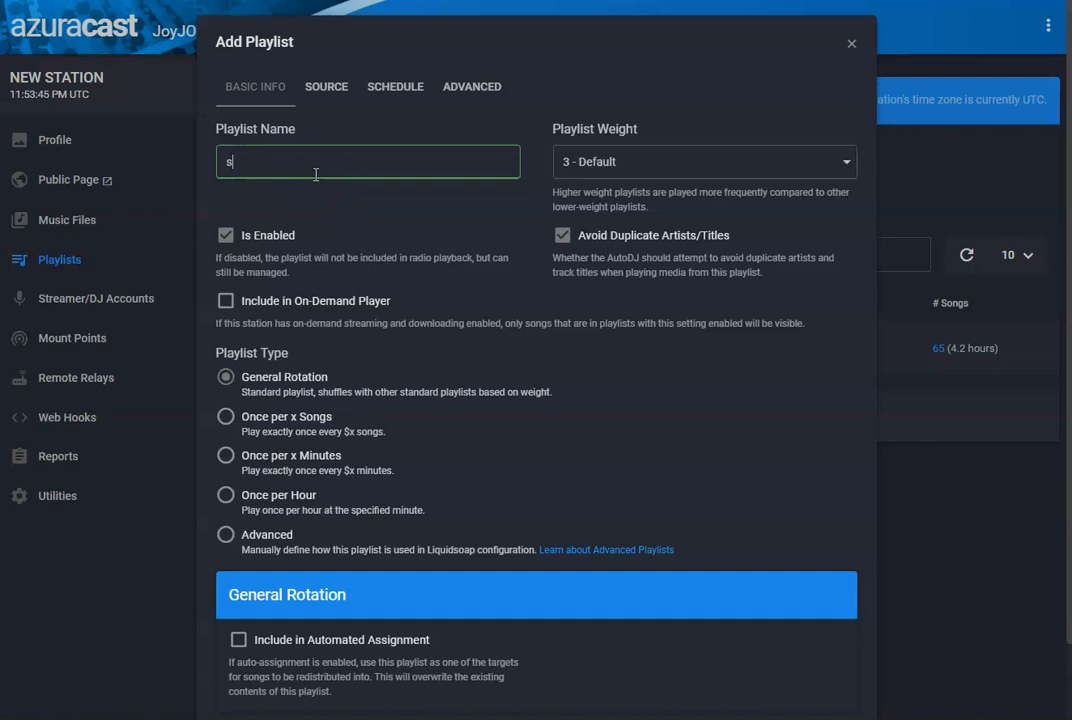 azuracast JoyJO
Add Playlist
NEW STATION
11:53:45 PM UTC
Profile
Public Page
Music Files
Playlists
Streamer/DJ Accounts
Mount Points
Remote Relays
Web Hooks
Reports
Utilities
BASIC INFO SOURCE SCHEDULE ADVANCED
ation's time zone is currently UTC.
Playlist Name
s
Playlist Weight
3 - Default
Higher weight playlists are played more frequently compared to other
lower-weight playlists.
Is Enabled
If disabled, the playlist will not be included in radio playback, but can
still be managed.
Avoid Duplicate Artists/Titles
Whether the AutoDJ should attempt to avoid duplicate artists and
track titles when playing media from this playlist.
Include in On-Demand Player
If this station has on-demand streaming and downloading enabled, only songs that are in playlists with this setting enabled will be visible.
Playlist Type
General Rotation
Standard playlist, shuffles with other standard playlists based on weight.
Once per x Songs
Play exactly once every $x songs.
Once per x Minutes
Play exactly once every $x minutes.
Once per Hour
Play once per hour at the specified minute.
Advanced
Manually define how this playlist is used in Liquidsoap configuration. Learn about Advanced Playlists
General Rotation
Include in Automated Assignment
If auto-assignment is enabled, use this playlist as one of the targets
for songs to be redistributed into. This will overwrite the existing
contents of this playlist.
10
# Songs
65 (4.2 hours)